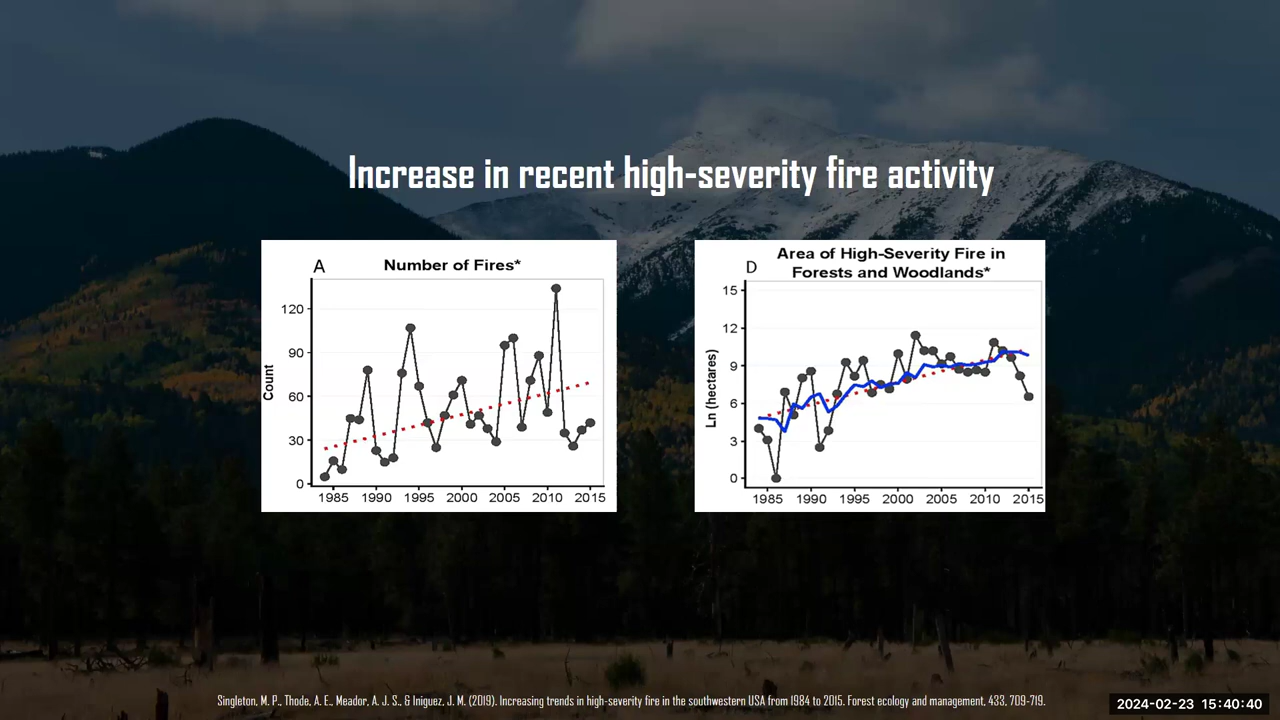 Increase in recent high-severity fire activity
A
Number of Fires*
Count
120
90
60
30
0
1985 1990 1995 2000 2005 2010 2015
D
Area of High-Severity Fire in
Forests and Woodlands*
Ln (hectares)
15
12
9
6
3
0
1985 1990 1995 2000 2005 2010 2015
Singleton, M. P., Thode, A. E., Meador, A. J. S., & Iniguez, J. M. (2019). Increasing trends in high-severity fire in the southwestern USA from 1984 to 2015. Forest ecology and management, 433, 709-719.
2024-02-23 15:40:40